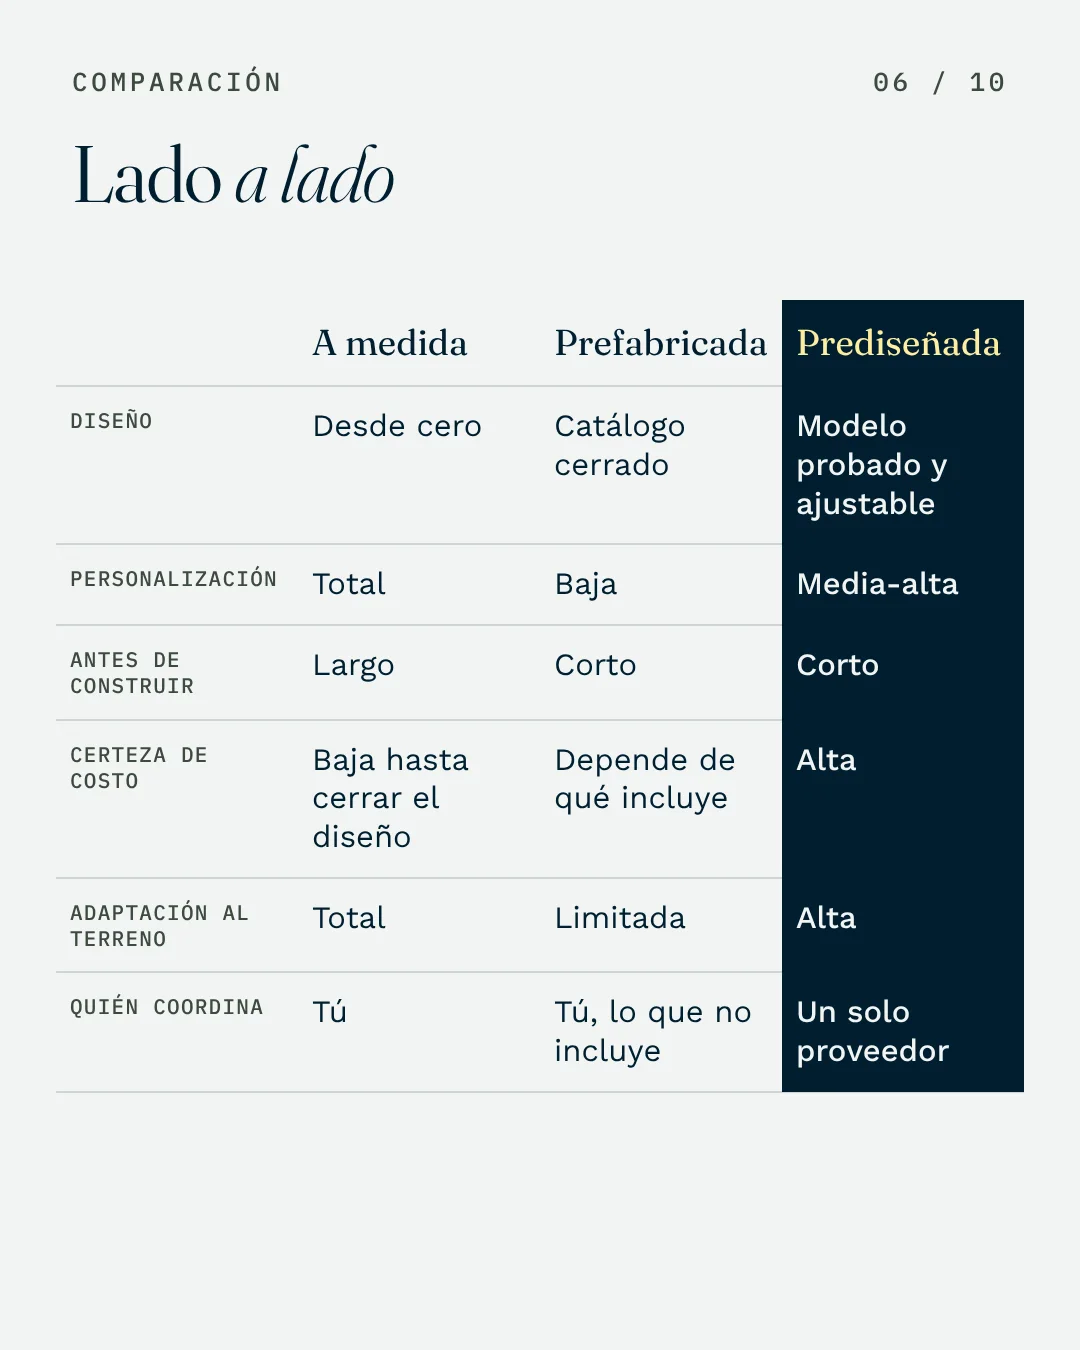 COMPARACIÓN
06 / 10
Lado a lado
A medida
Prefabricada
Prediseñada
DISEÑO
Desde cero
Catálogo
cerrado
Modelo
probado y
ajustable
PERSONALIZACIÓN
Total
Baja
Media-alta
ANTES DE
CONSTRUIR
Largo
Corto
Corto
CERTEZA DE
COSTO
Baja hasta
cerrar el
diseño
Depende de
qué incluye
Alta
ADAPTACIÓN AL
TERRENO
Total
Limitada
Alta
QUIÉN COORDINA
Tú
Tú, lo que no
incluye
Un solo
proveedor